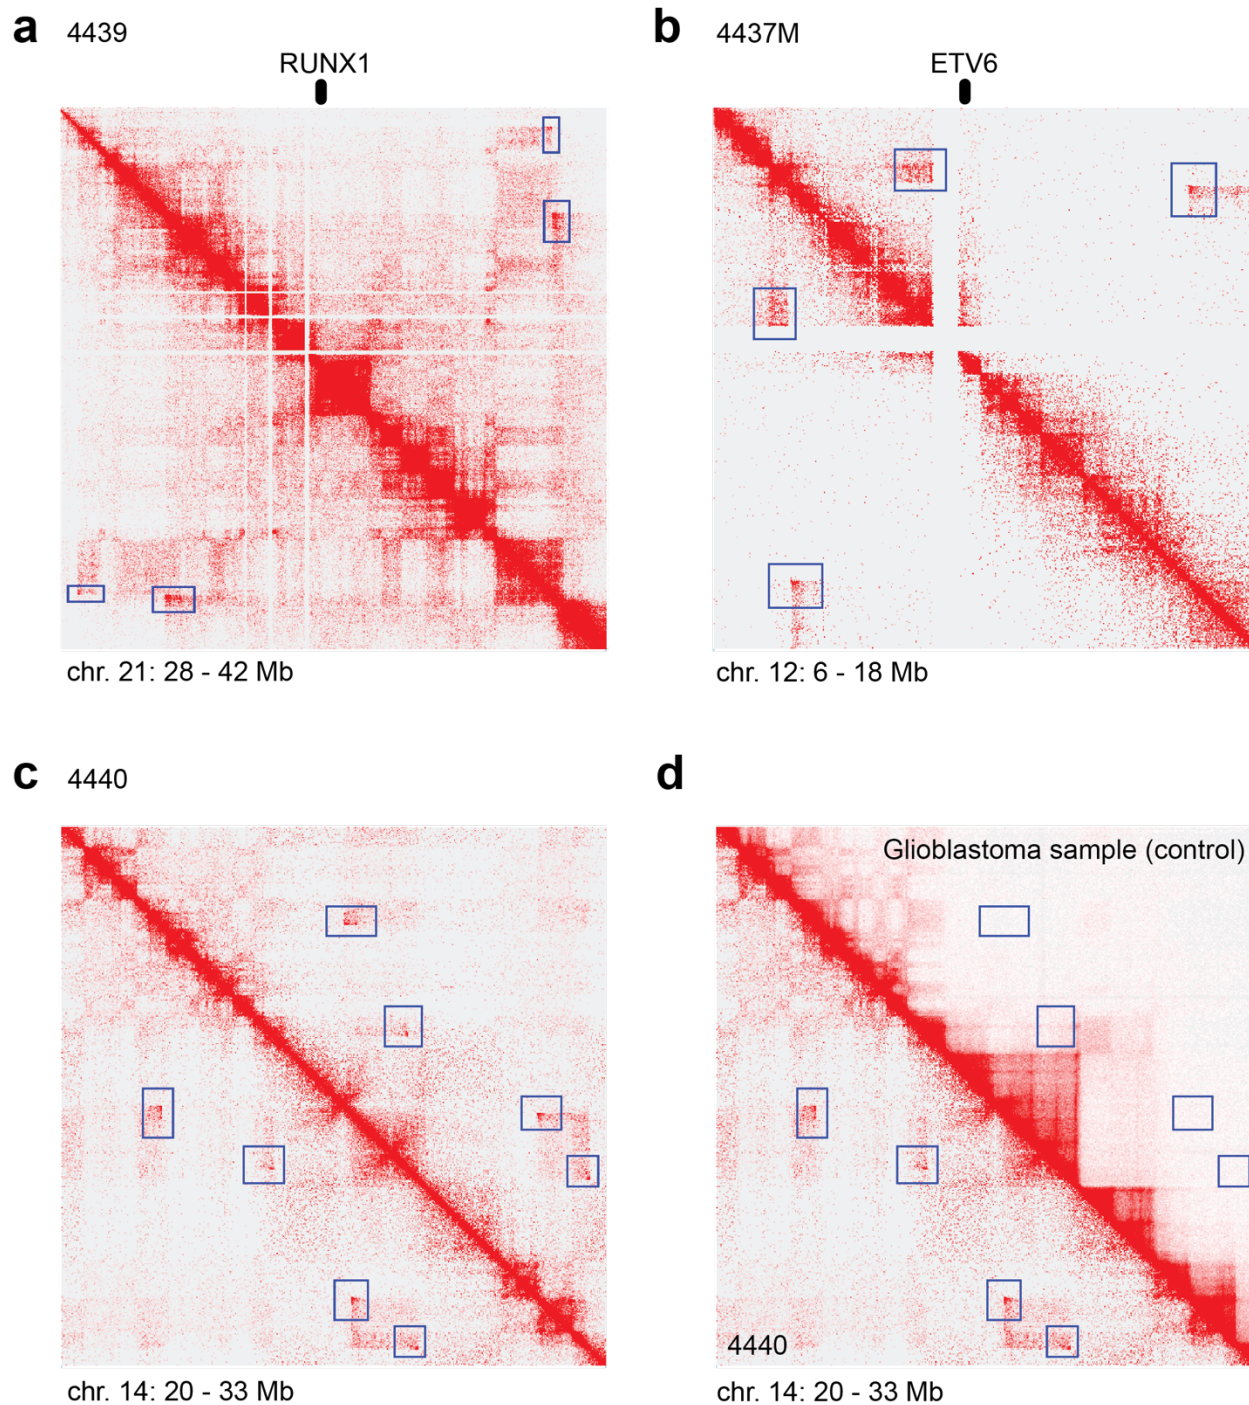 a 4439
RUNX1
chr. 21: 28 - 42 Mb
b 4437M
ETV6
chr. 12: 6 - 18 Mb
c 4440
chr. 14: 20 - 33 Mb
d
Glioblastoma sample (control)
4440
chr. 14: 20 - 33 Mb